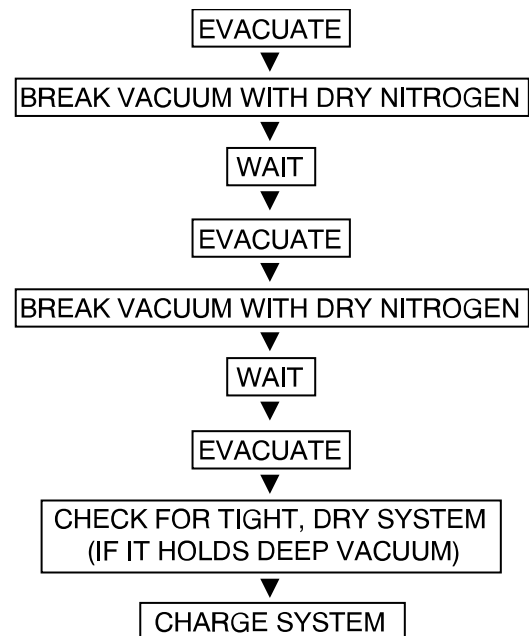 EVACUATE
BREAK VACUUM WITH DRY NITROGEN
WAIT
EVACUATE
BREAK VACUUM WITH DRY NITROGEN
WAIT
EVACUATE
CHECK FOR TIGHT, DRY SYSTEM
(IF IT HOLDS DEEP VACUUM)
CHARGE SYSTEM